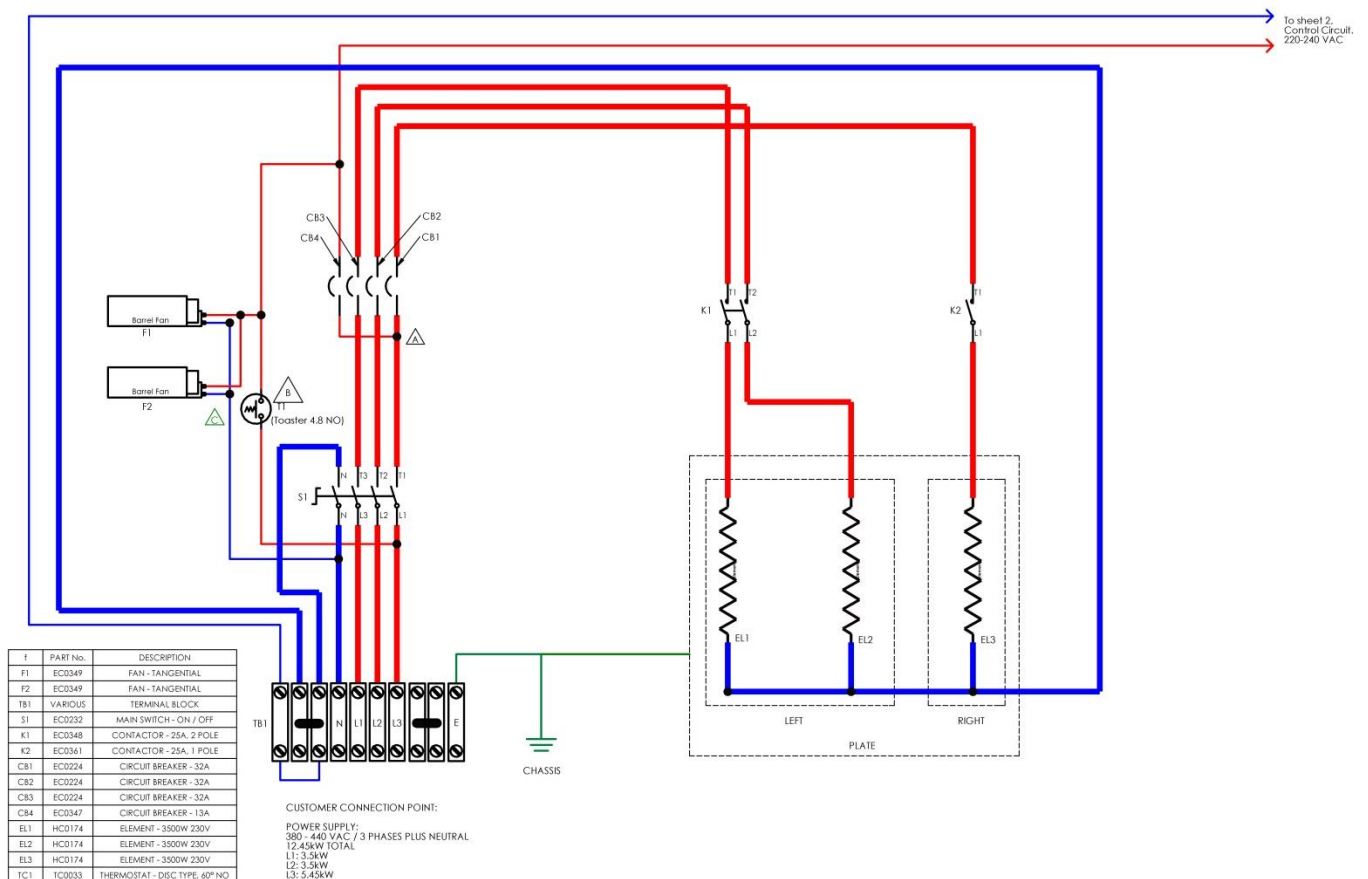 To sheet 2,
Control Circuit.
220-240 VAC
CB3
CB2
CB4
CB1
T1
T2
T1
K1
K2
L1
L2
L1
Barrel Fan
F1
A
Barrel Fan
F2
B
T1
C
(Toaster 4.8 NO)
N
T3
T2
T1
S1
N
L3
L2
L1
EL1
EL2
EL3
LEFT
RIGHT
PLATE
TB1
N
L1
L2
L3
E
CHASSIS
f PART No. DESCRIPTION
F1 EC0349 FAN - TANGENTIAL
F2 EC0349 FAN - TANGENTIAL
TB1 VARIOUS TERMINAL BLOCK
S1 EC0232 MAIN SWITCH - ON / OFF
K1 EC0348 CONTACTOR - 25A, 2 POLE
K2 EC0361 CONTACTOR - 25A, 1 POLE
CB1 EC0224 CIRCUIT BREAKER - 32A
CB2 EC0224 CIRCUIT BREAKER - 32A
CB3 EC0224 CIRCUIT BREAKER - 32A
CB4 EC0347 CIRCUIT BREAKER - 13A
EL1 HC0174 ELEMENT - 3500W 230V
EL2 HC0174 ELEMENT - 3500W 230V
EL3 HC0174 ELEMENT - 3500W 230V
TC1 TC0033 THERMOSTAT - DISC TYPE, 60° NO
CUSTOMER CONNECTION POINT:
POWER SUPPLY:
380 - 440 VAC / 3 PHASES PLUS NEUTRAL
12.45kW TOTAL
L1: 3.5kW
L2: 3.5kW
L3: 5.45kW